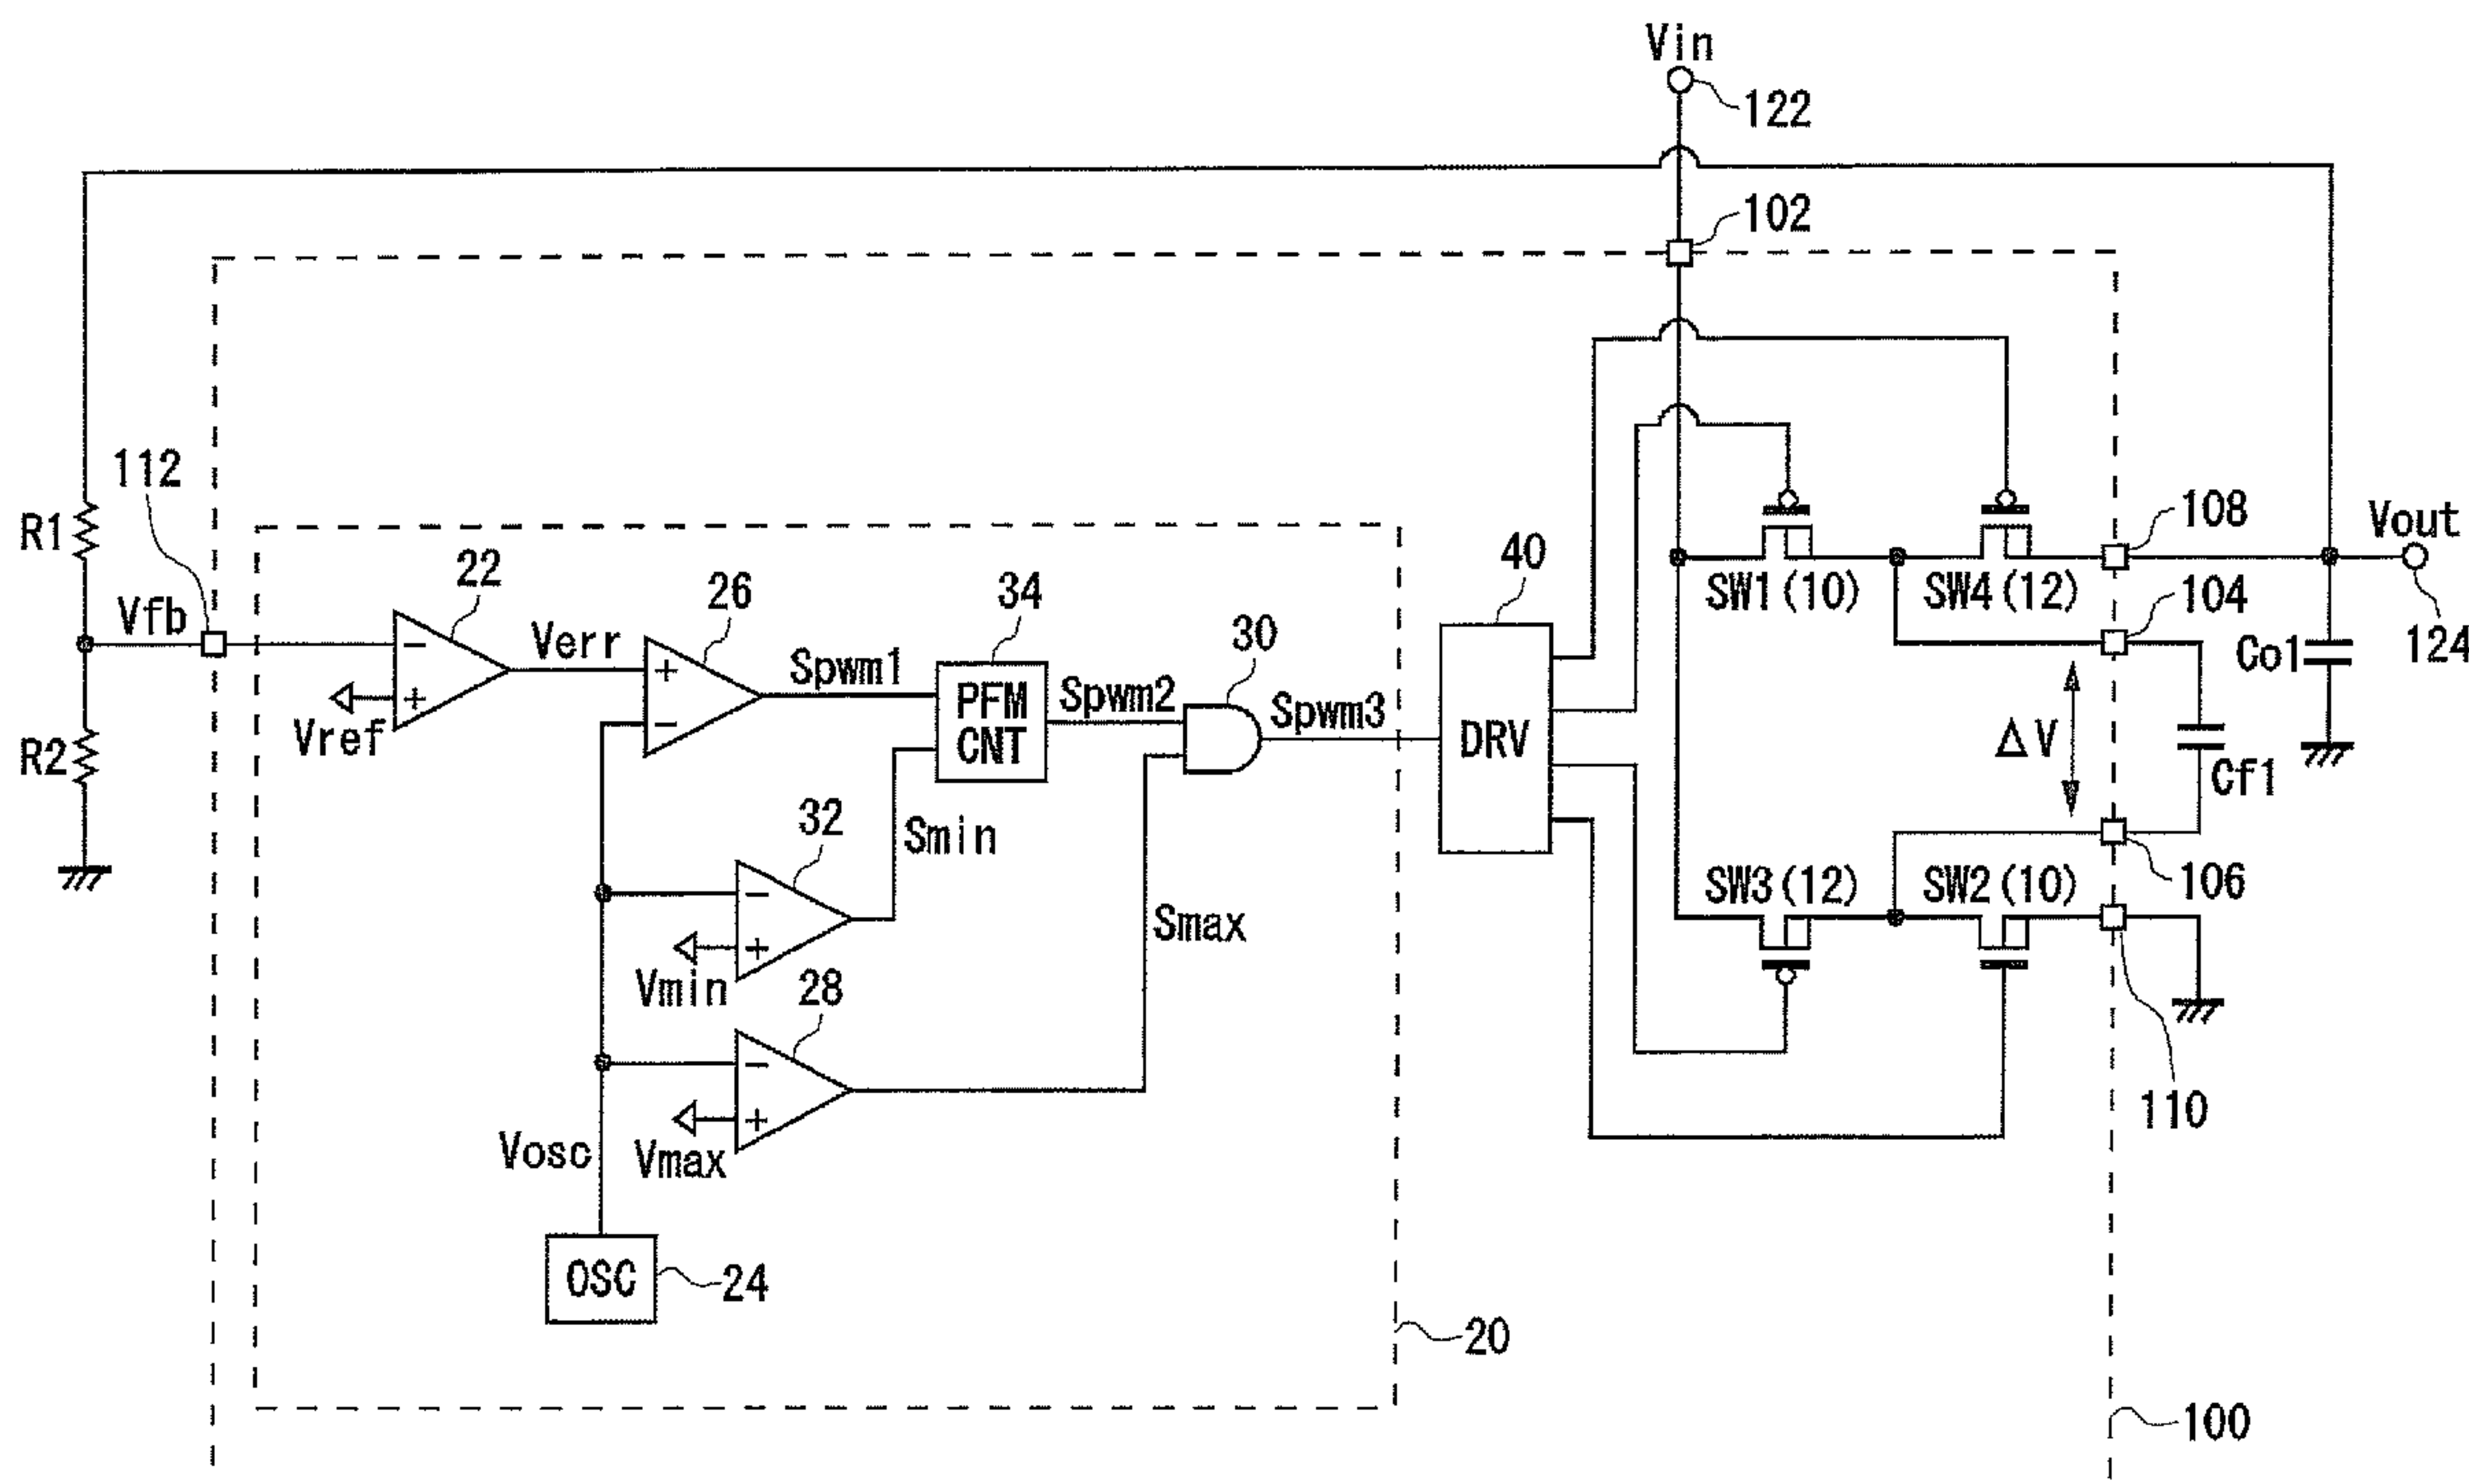 Vin
122
102
112
R1
R2
Vfb
22
Vref
Verr
26
Spwm1
34
PFM
CNT
Spwm2
30
Spwm3
40
DRV
SW1(10)
SW4(12)
108
Vout
104
124
Co1
ΔV
Cf1
32
Smin
Vmin
28
Smax
SW3(12)
SW2(10)
106
110
Vmax
Vosc
OSC
24
20
100